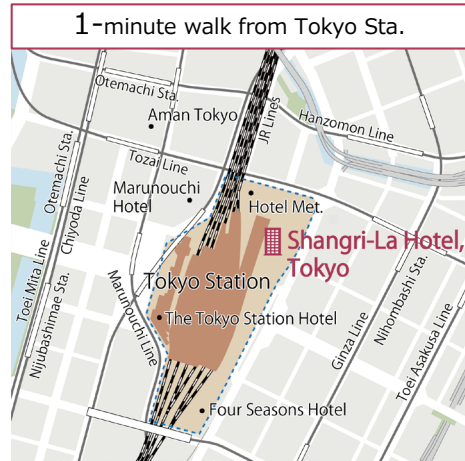 1-minute walk from Tokyo Sta.
Otemachi Sta.
Aman Tokyo
JR Lines
Hanzomon Line
Tozai Line
Otemachi Sta.
Chiyoda Line
Marunouchi
Hotel
Hotel Met.
Shangri-La Hotel,
Tokyo
Tokyo Station
Toei Mita Line
Nijubashimae Sta.
Marunouchi Line
The Tokyo Station Hotel
Ginza Line
Nihombashi Sta.
Toei Asakusa Line
Four Seasons Hotel